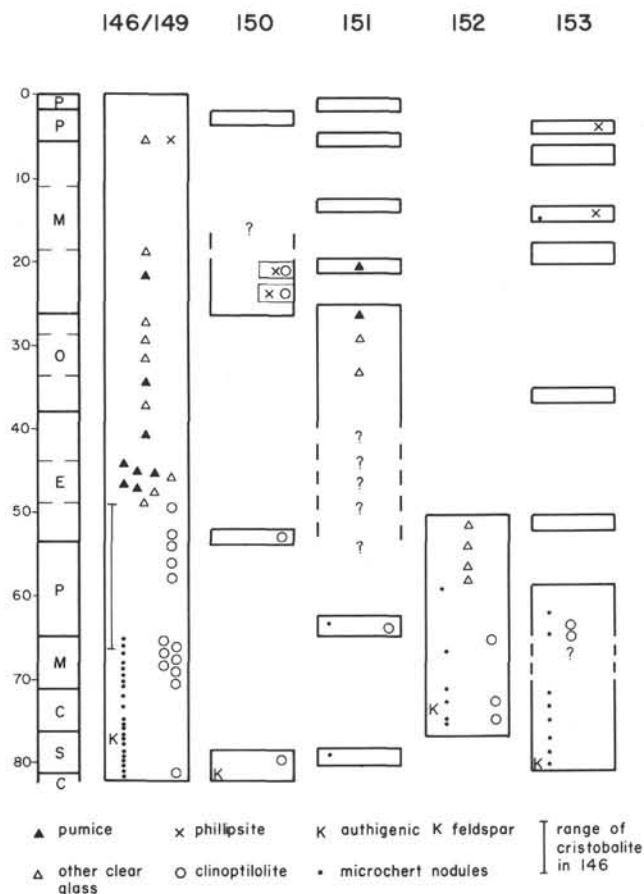 146/149 150 151 152 153
0
P
P
10
M
?
20
30
O
40
?
?
E
?
?
50
?
60
P
M
?
70
C
K
K
S
K
K
80
C
pumice phillipsite K authigenic K feldspar range of
cristobalite
in 146
other clear
glass clinoptilolite microchert nodules